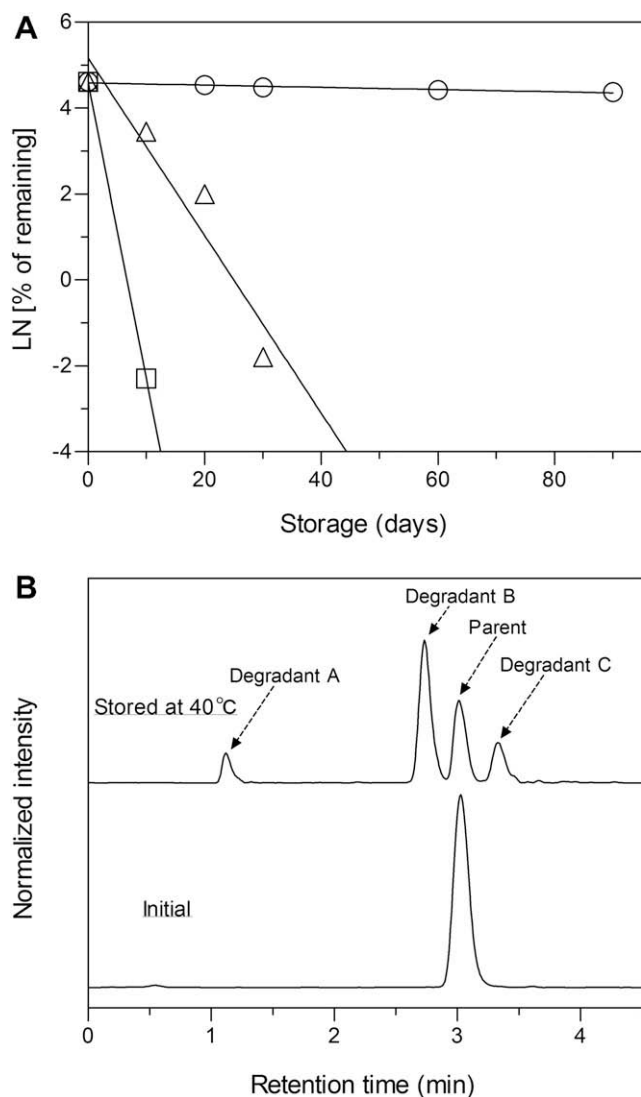 A
6
4
2
0
-2
-4
LN [% of remaining]
0
20
40
60
80
Storage (days)
B
Degradant B
Parent
Degradant A
Degradant C
Stored at 40℃
Normalized intensity
Initial
0
1
2
3
4
Retention time (min)